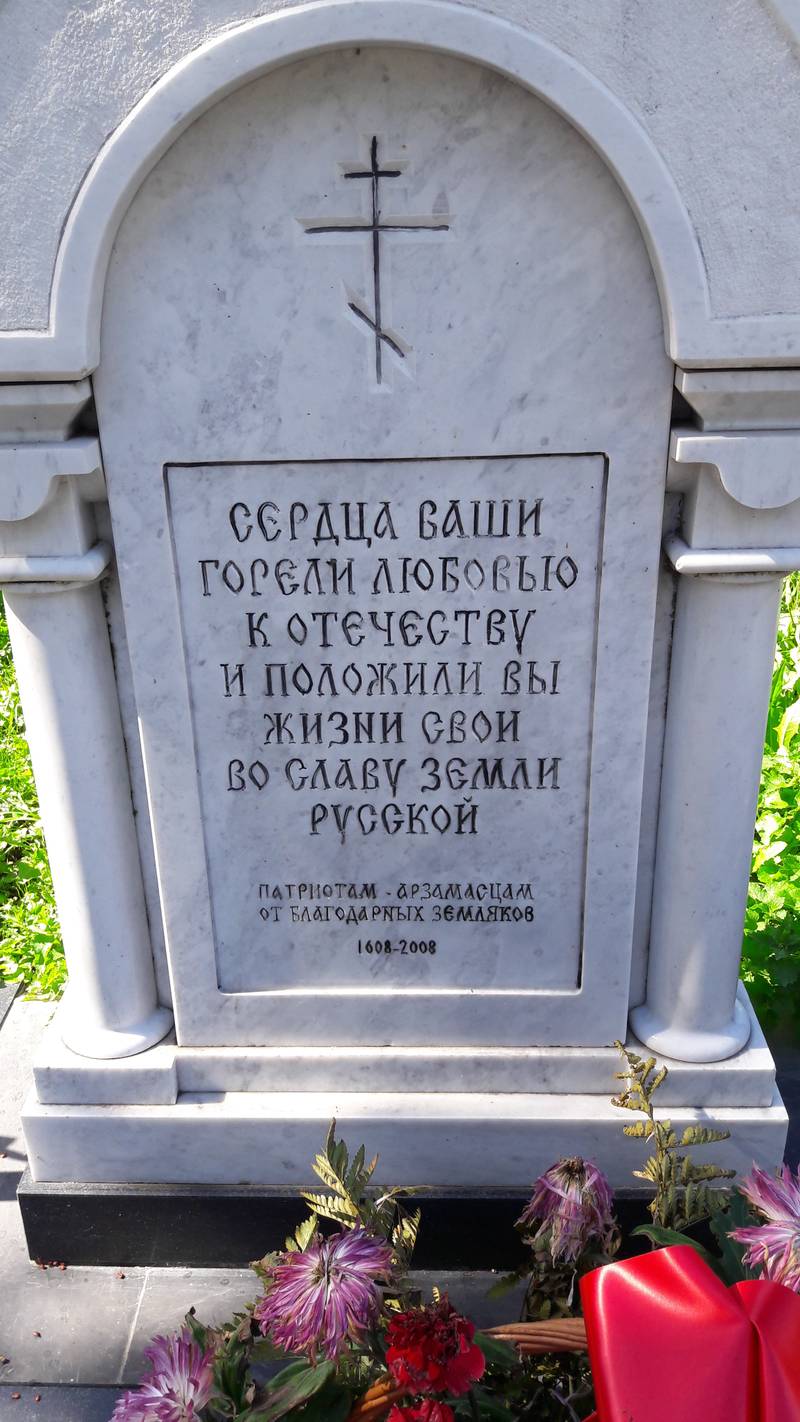 СЕРДЦА ВАШИ
ГОРЕЛИ ЛЮБОВЬЮ
К ОТЕЧЕСТВУ
И ПОЛОЖИЛИ ВЫ
ЖИЗНИ СВОИ
ВО СЛАВУ ЗЕМЛИ
РУССКОЙ
ПАТРИОТАМ - АРЗАМАСЦАМ
ОТ БЛАГОДАРНЫХ ЗЕМЛЯКОВ
1608-2008